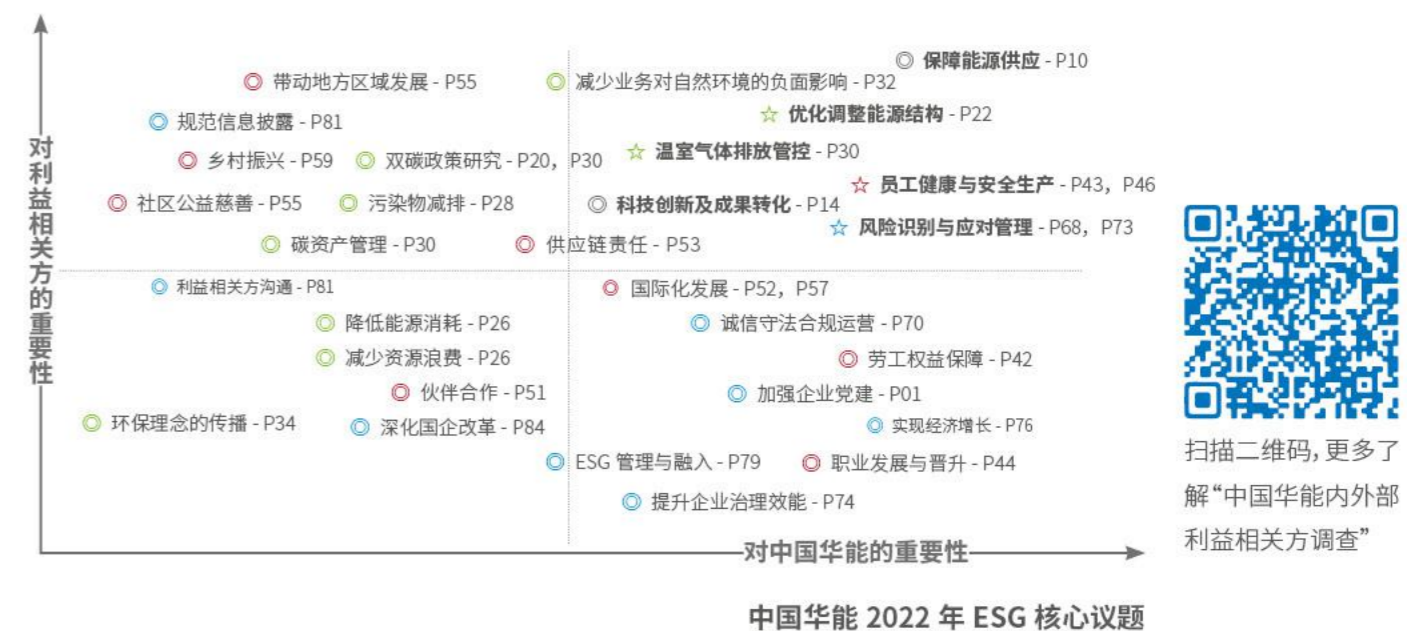 对利益相关方的重要性
保障能源供应 - P10
带动地方区域发展 - P55
减少业务对自然环境的负面影响 - P32
优化调整能源结构 - P22
规范信息披露 - P81
温室气体排放管控 - P30
乡村振兴 - P59
双碳政策研究 - P20，P30
员工健康与安全生产 - P43，P46
社区公益慈善 - P55
污染物减排 - P28
科技创新及成果转化 - P14
风险识别与应对管理 - P68，P73
碳资产管理 - P30
供应链责任 - P53
利益相关方沟通 - P81
国际化发展 - P52，P57
降低能源消耗 - P26
诚信守法合规运营 - P70
减少资源浪费 - P26
劳工权益保障 - P42
伙伴合作 - P51
加强企业党建 - P01
环保理念的传播 - P34
深化国企改革 - P84
实现经济增长 - P76
ESG 管理与融入 - P79
职业发展与晋升 - P44
提升企业治理效能 - P74
对中国华能的重要性
扫描二维码，更多了
解“中国华能内外部
利益相关方调查”
中国华能 2022 年 ESG 核心议题